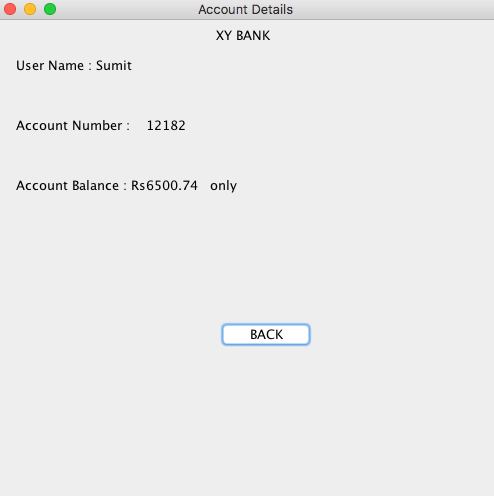 Account Details
XY BANK
User Name : Sumit
Account Number :    12182
Account Balance : Rs6500.74   only
BACK